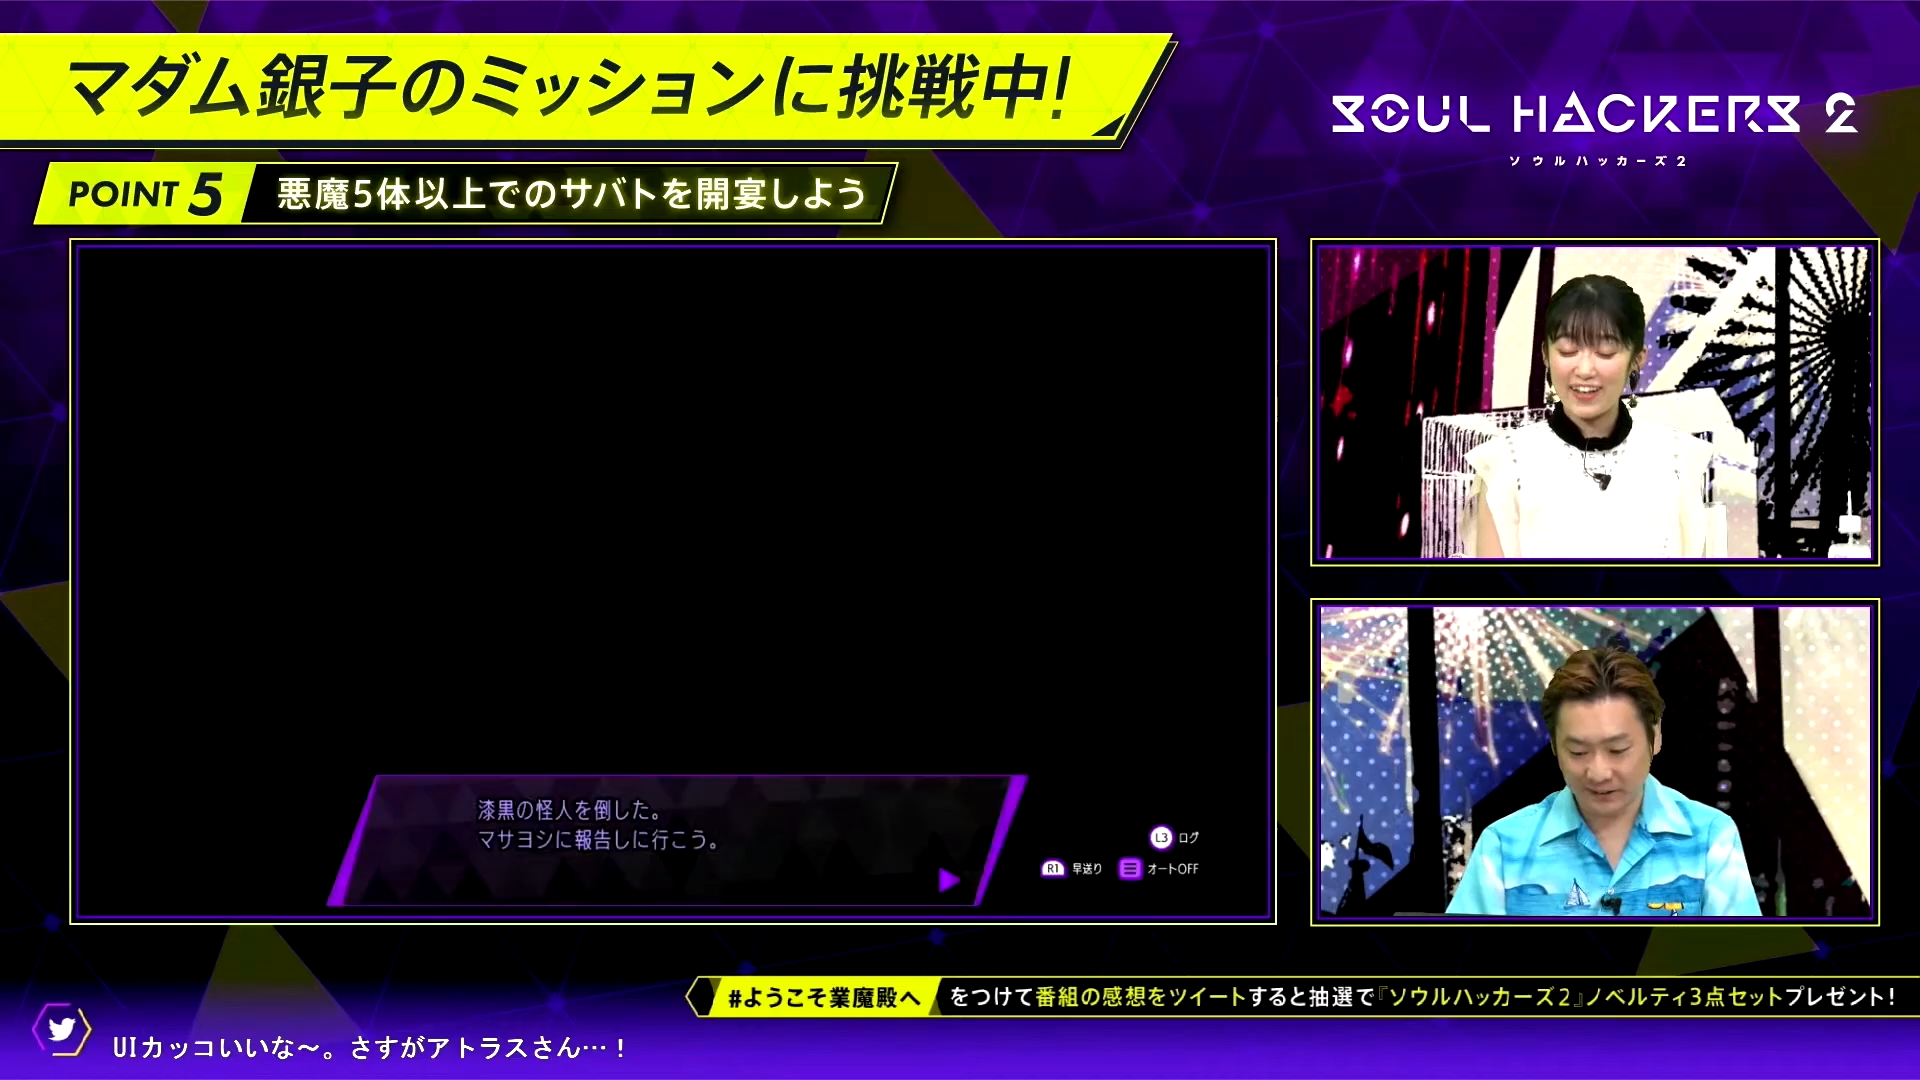 マダム銀子のミッションに挑戦中!
SOUL HACKERS 2
ソウルハッカーズ2
POINT 5 悪魔5体以上でのサバトを開宴しよう
漆黒の怪人を倒した。
マサヨシに報告しに行こう。
L3 ログ
R1 早送り オートOFF
#ようこそ業魔殿へ をつけて番組の感想をツイートすると抽選で『ソウルハッカーズ2』ノベルティ3点セットプレゼント!
UIカッコいいな～。さすがアトラスさん…!